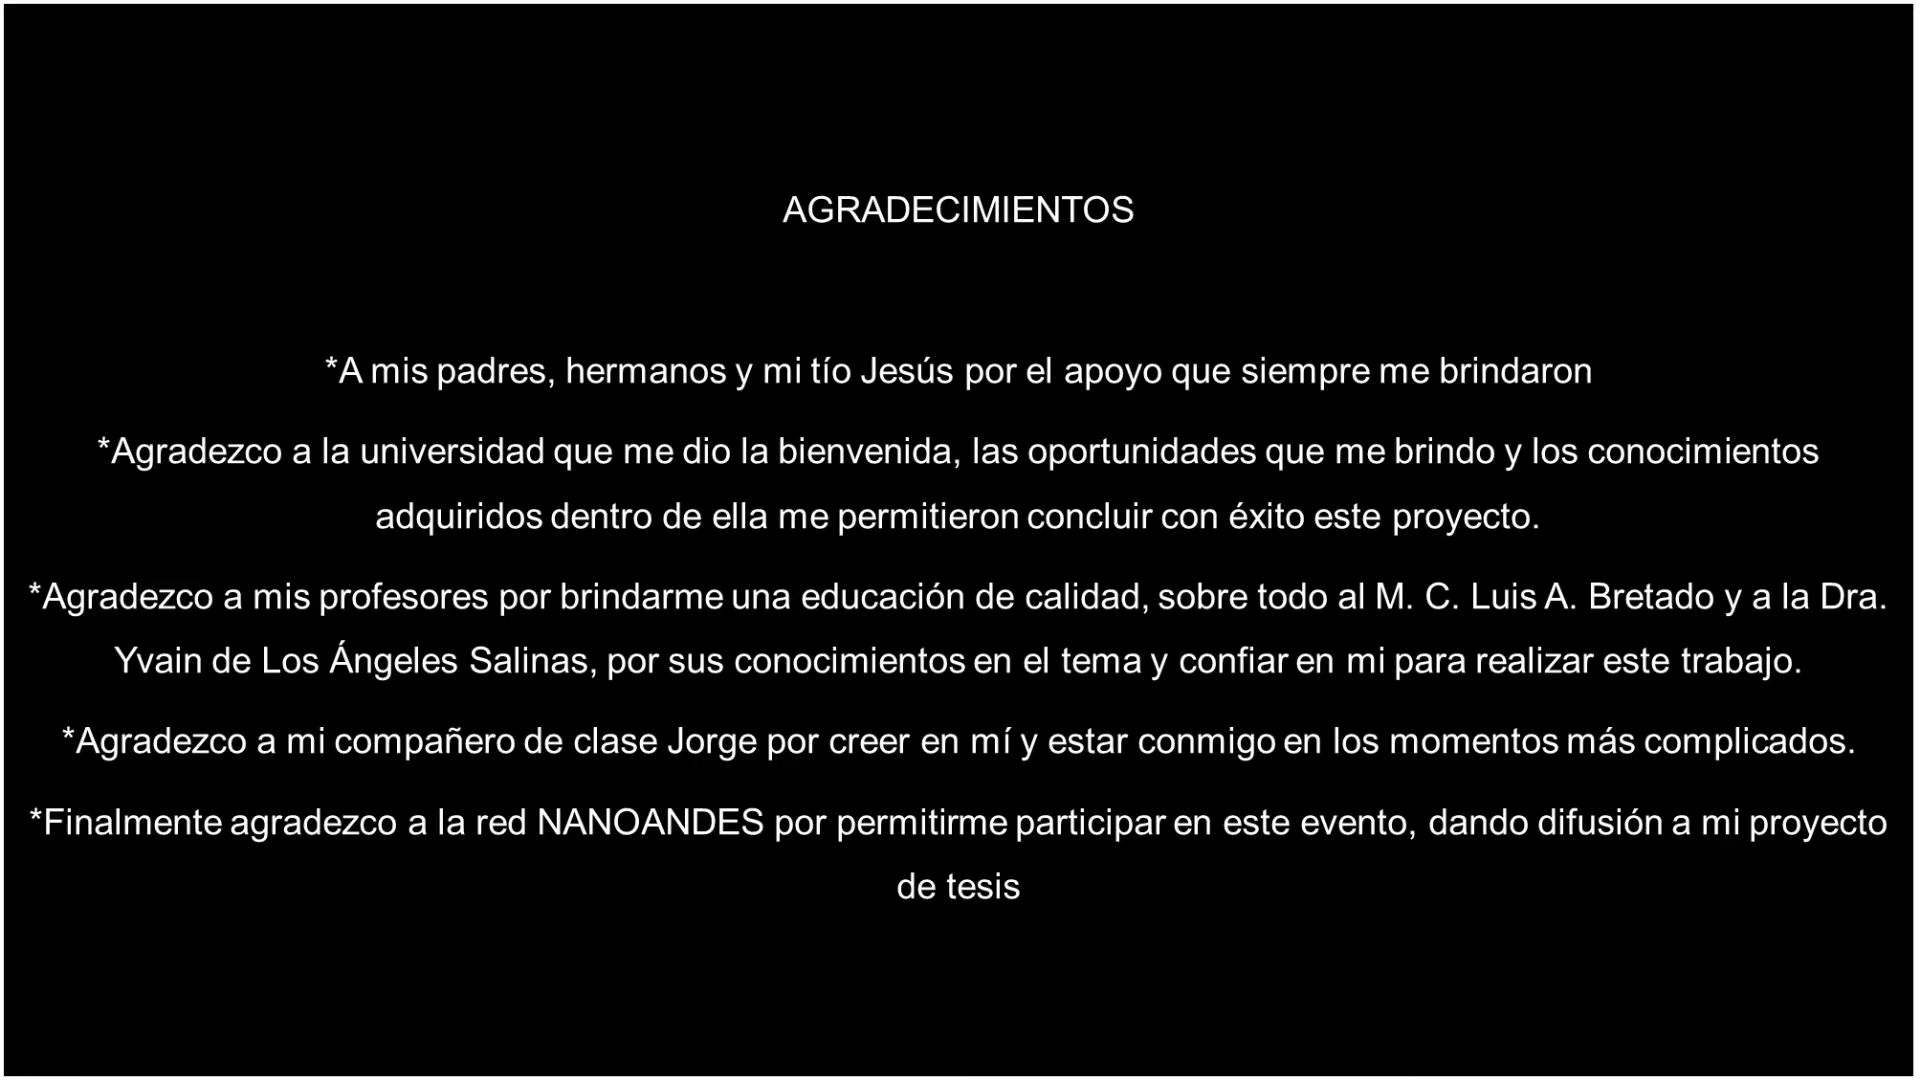 AGRADECIMIENTOS
*A mis padres, hermanos y mi tío Jesús por el apoyo que siempre me brindaron
*Agradezco a la universidad que me dio la bienvenida, las oportunidades que me brindo y los conocimientos
adquiridos dentro de ella me permitieron concluir con éxito este proyecto.
*Agradezco a mis profesores por brindarme una educación de calidad, sobre todo al M. C. Luis A. Bretado y a la Dra.
Yvain de Los Ángeles Salinas, por sus conocimientos en el tema y confiar en mi para realizar este trabajo.
*Agradezco a mi compañero de clase Jorge por creer en mí y estar conmigo en los momentos más complicados.
*Finalmente agradezco a la red NANOANDES por permitirme participar en este evento, dando difusión a mi proyecto
de tesis